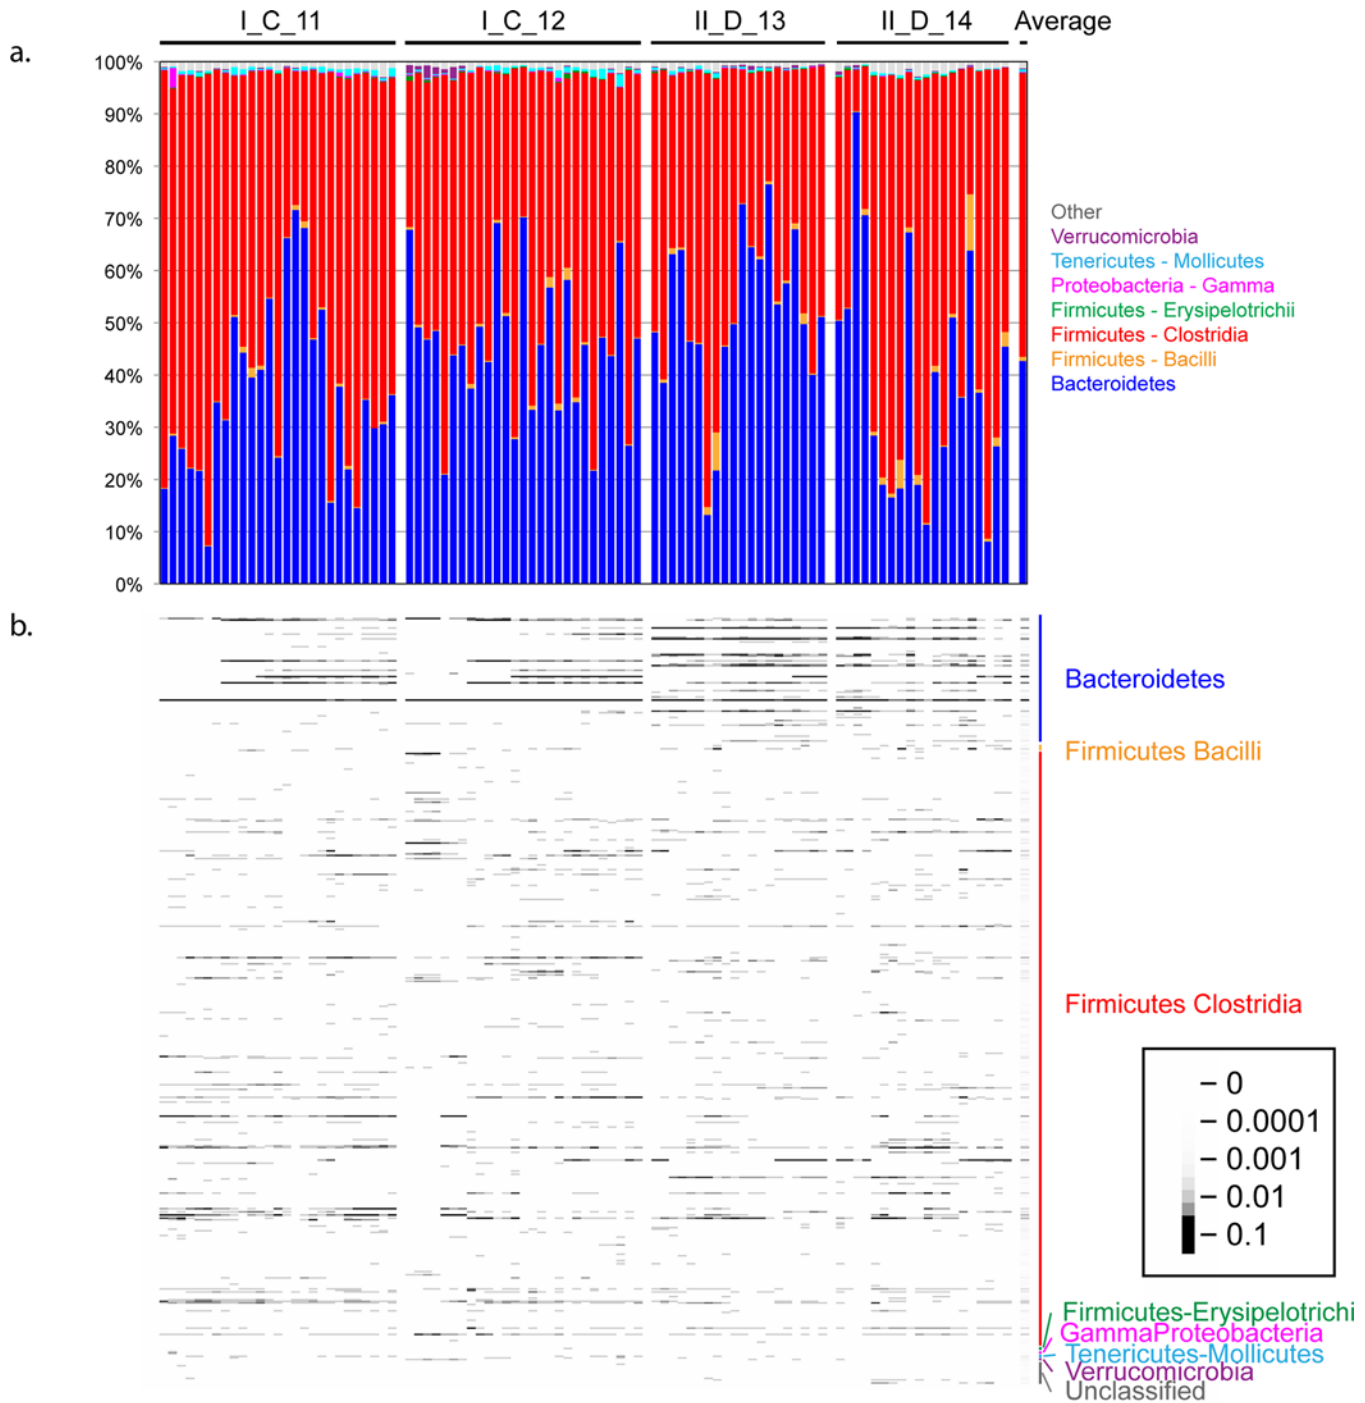 I_C_11 I_C_12 II_D_13 II_D_14 Average
a.
100%
90%
80%
70%
60%
50%
40%
30%
20%
10%
0%
Other
Verrucomicrobia
Tenericutes - Mollicutes
Proteobacteria - Gamma
Firmicutes - Erysipelotrichii
Firmicutes - Clostridia
Firmicutes - Bacilli
Bacteroidetes
b.
Bacteroidetes
Firmicutes Bacilli
Firmicutes Clostridia
0
0.0001
0.001
0.01
0.1
Firmicutes-Erysipelotrichi
GammaProteobacteria
Tenericutes-Mollicutes
Verrucomicrobia
Unclassified